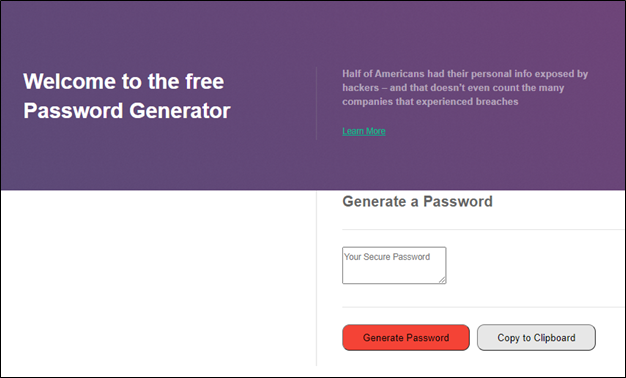 Welcome to the free
Password Generator
Half of Americans had their personal info exposed by
hackers – and that doesn't even count the many
companies that experienced breaches
Learn More
Generate a Password
Your Secure Password
Generate Password
Copy to Clipboard